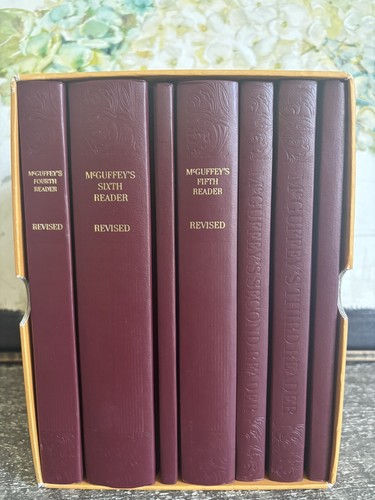 McGUFFEY'S
FOURTH
READER
REVISED
McGUFFEY'S
SIXTH
READER
REVISED
McGUFFEY'S
FIFTH
READER
REVISED
McGUFFEY'S SECOND READER
McGUFFEY'S THIRD READER